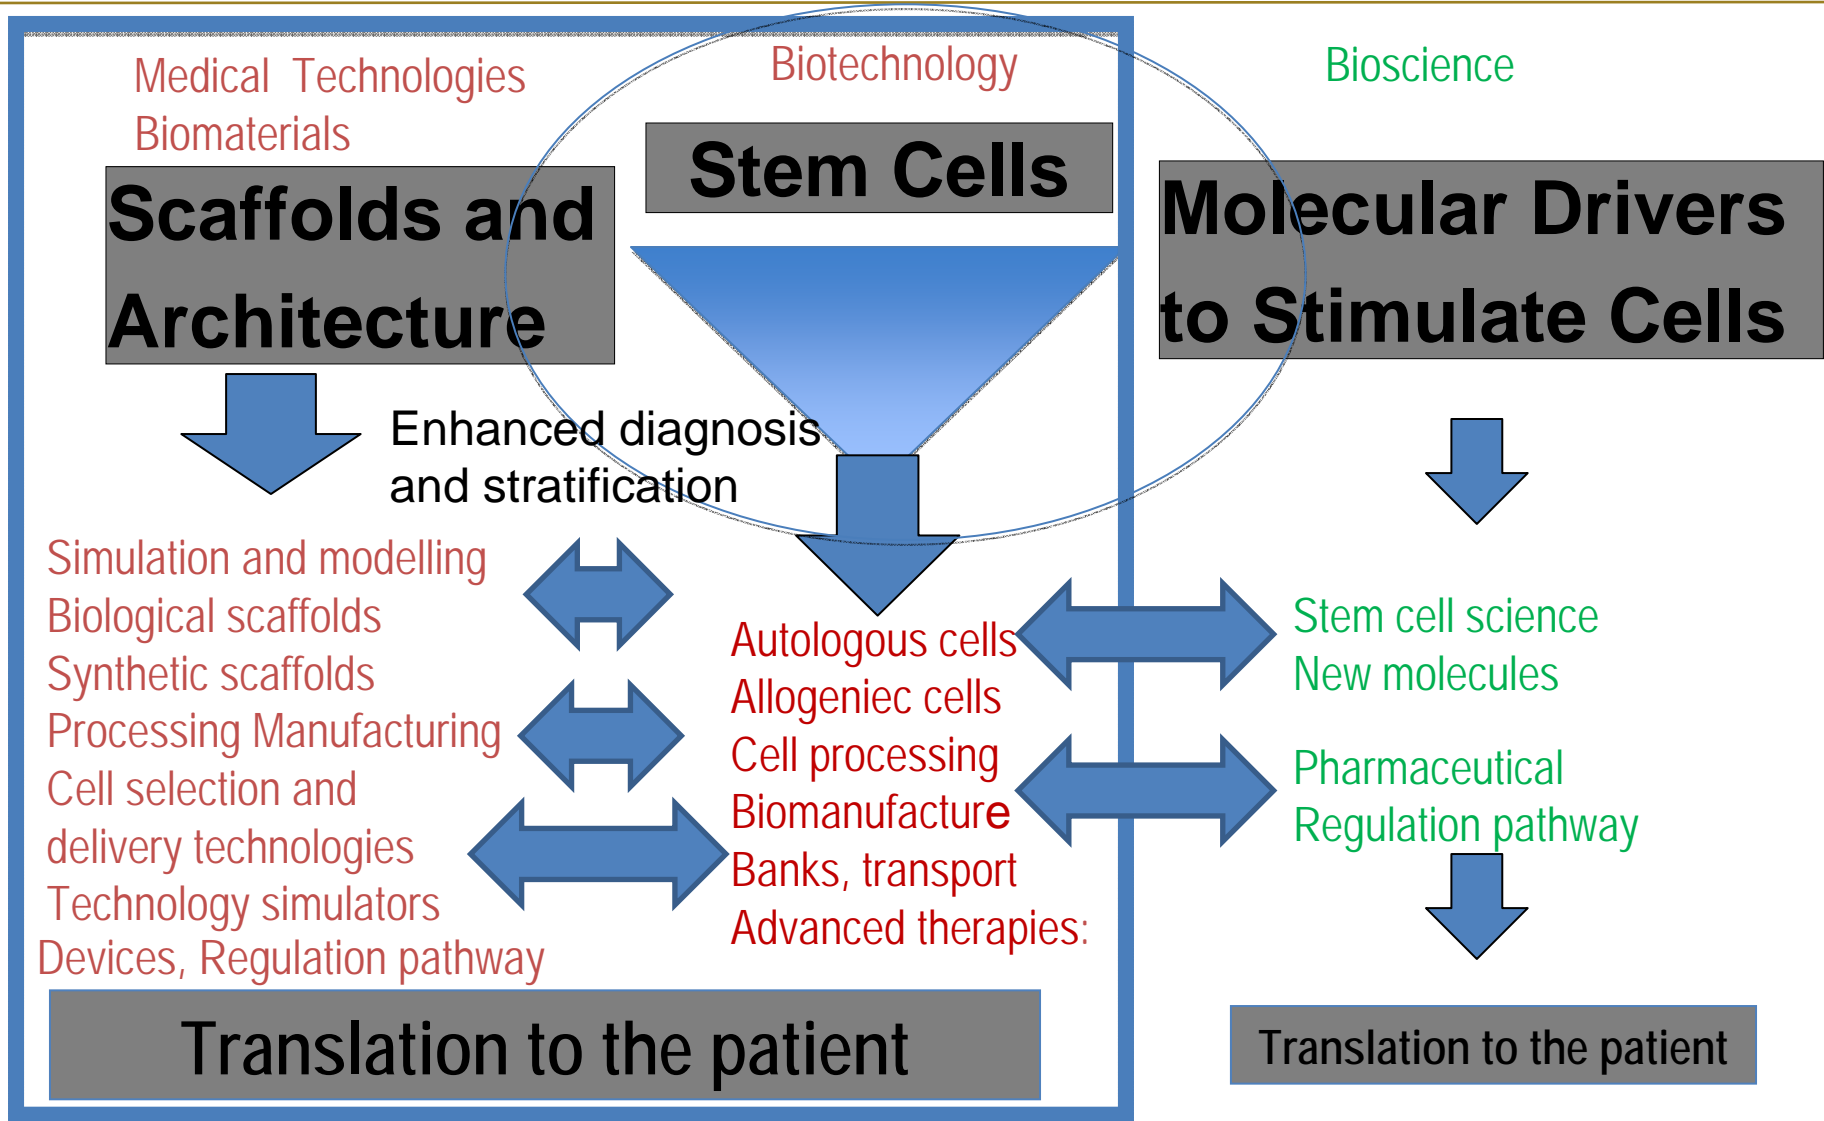 Medical Technologies
Biomaterials
Scaffolds and
Architecture
Biotechnology
Stem Cells
Bioscience
Molecular Drivers
to Stimulate Cells
Enhanced diagnosis
and stratification
Simulation and modelling
Biological scaffolds
Synthetic scaffolds
Processing Manufacturing
Cell selection and
delivery technologies
Technology simulators
Devices, Regulation pathway
Autologous cells
Allogeniec cells
Cell processing
Biomanufacture
Banks, transport
Advanced therapies:
Stem cell science
New molecules
Pharmaceutical
Regulation pathway
Translation to the patient
Translation to the patient